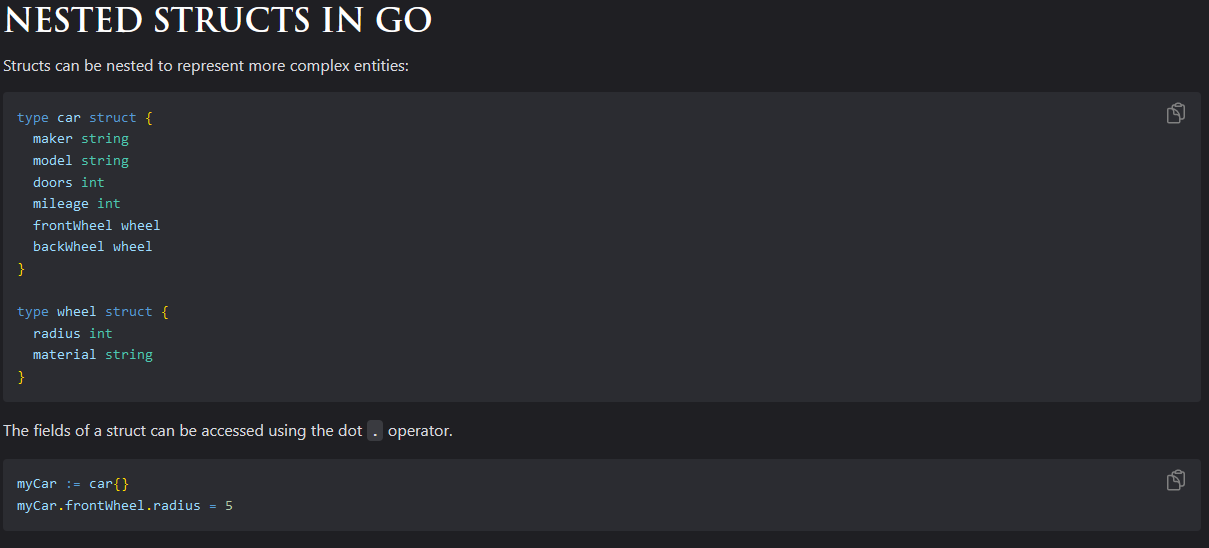 NESTED STRUCTS IN GO
Structs can be nested to represent more complex entities:
type car struct {
  maker string
  model string
  doors int
  mileage int
  frontWheel wheel
  backWheel wheel
}
type wheel struct {
  radius int
  material string
}
The fields of a struct can be accessed using the dot . operator.
myCar := car{}
myCar.frontWheel.radius = 5